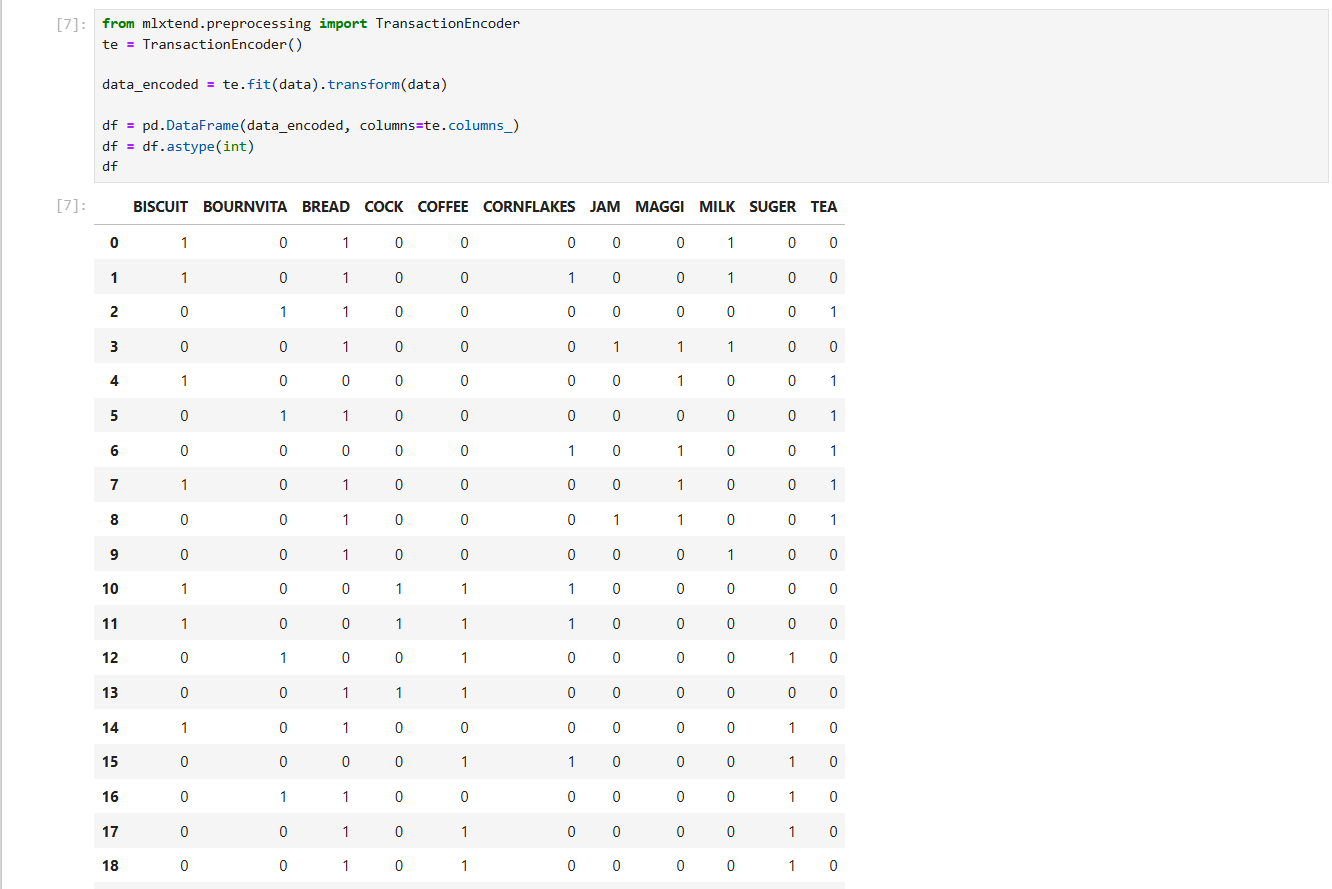 [7]: from mlxtend.preprocessing import TransactionEncoder
te = TransactionEncoder()
data_encoded = te.fit(data).transform(data)
df = pd.DataFrame(data_encoded, columns=te.columns_)
df = df.astype(int)
df
[7]: BISCUIT BOURNVITA BREAD COCK COFFEE CORNFLAKES JAM MAGGI MILK SUGER TEA
0 1 0 1 0 0 0 0 0 1 0 0
1 1 0 1 0 0 1 0 0 1 0 0
2 0 1 1 0 0 0 0 0 0 0 1
3 0 0 1 0 0 0 1 1 1 0 0
4 1 0 0 0 0 0 0 1 0 0 1
5 0 1 1 0 0 0 0 0 0 0 1
6 0 0 0 0 0 1 0 1 0 0 1
7 1 0 1 0 0 0 0 1 0 0 1
8 0 0 1 0 0 0 1 1 0 0 1
9 0 0 1 0 0 0 0 0 1 0 0
10 1 0 0 1 1 1 0 0 0 0 0
11 1 0 0 1 1 1 0 0 0 0 0
12 0 1 0 0 1 0 0 0 0 1 0
13 0 0 1 1 1 0 0 0 0 0 0
14 1 0 1 0 0 0 0 0 0 1 0
15 0 0 0 0 1 1 0 0 0 1 0
16 0 1 1 0 0 0 0 0 0 1 0
17 0 0 1 0 1 0 0 0 0 1 0
18 0 0 1 0 1 0 0 0 0 1 0